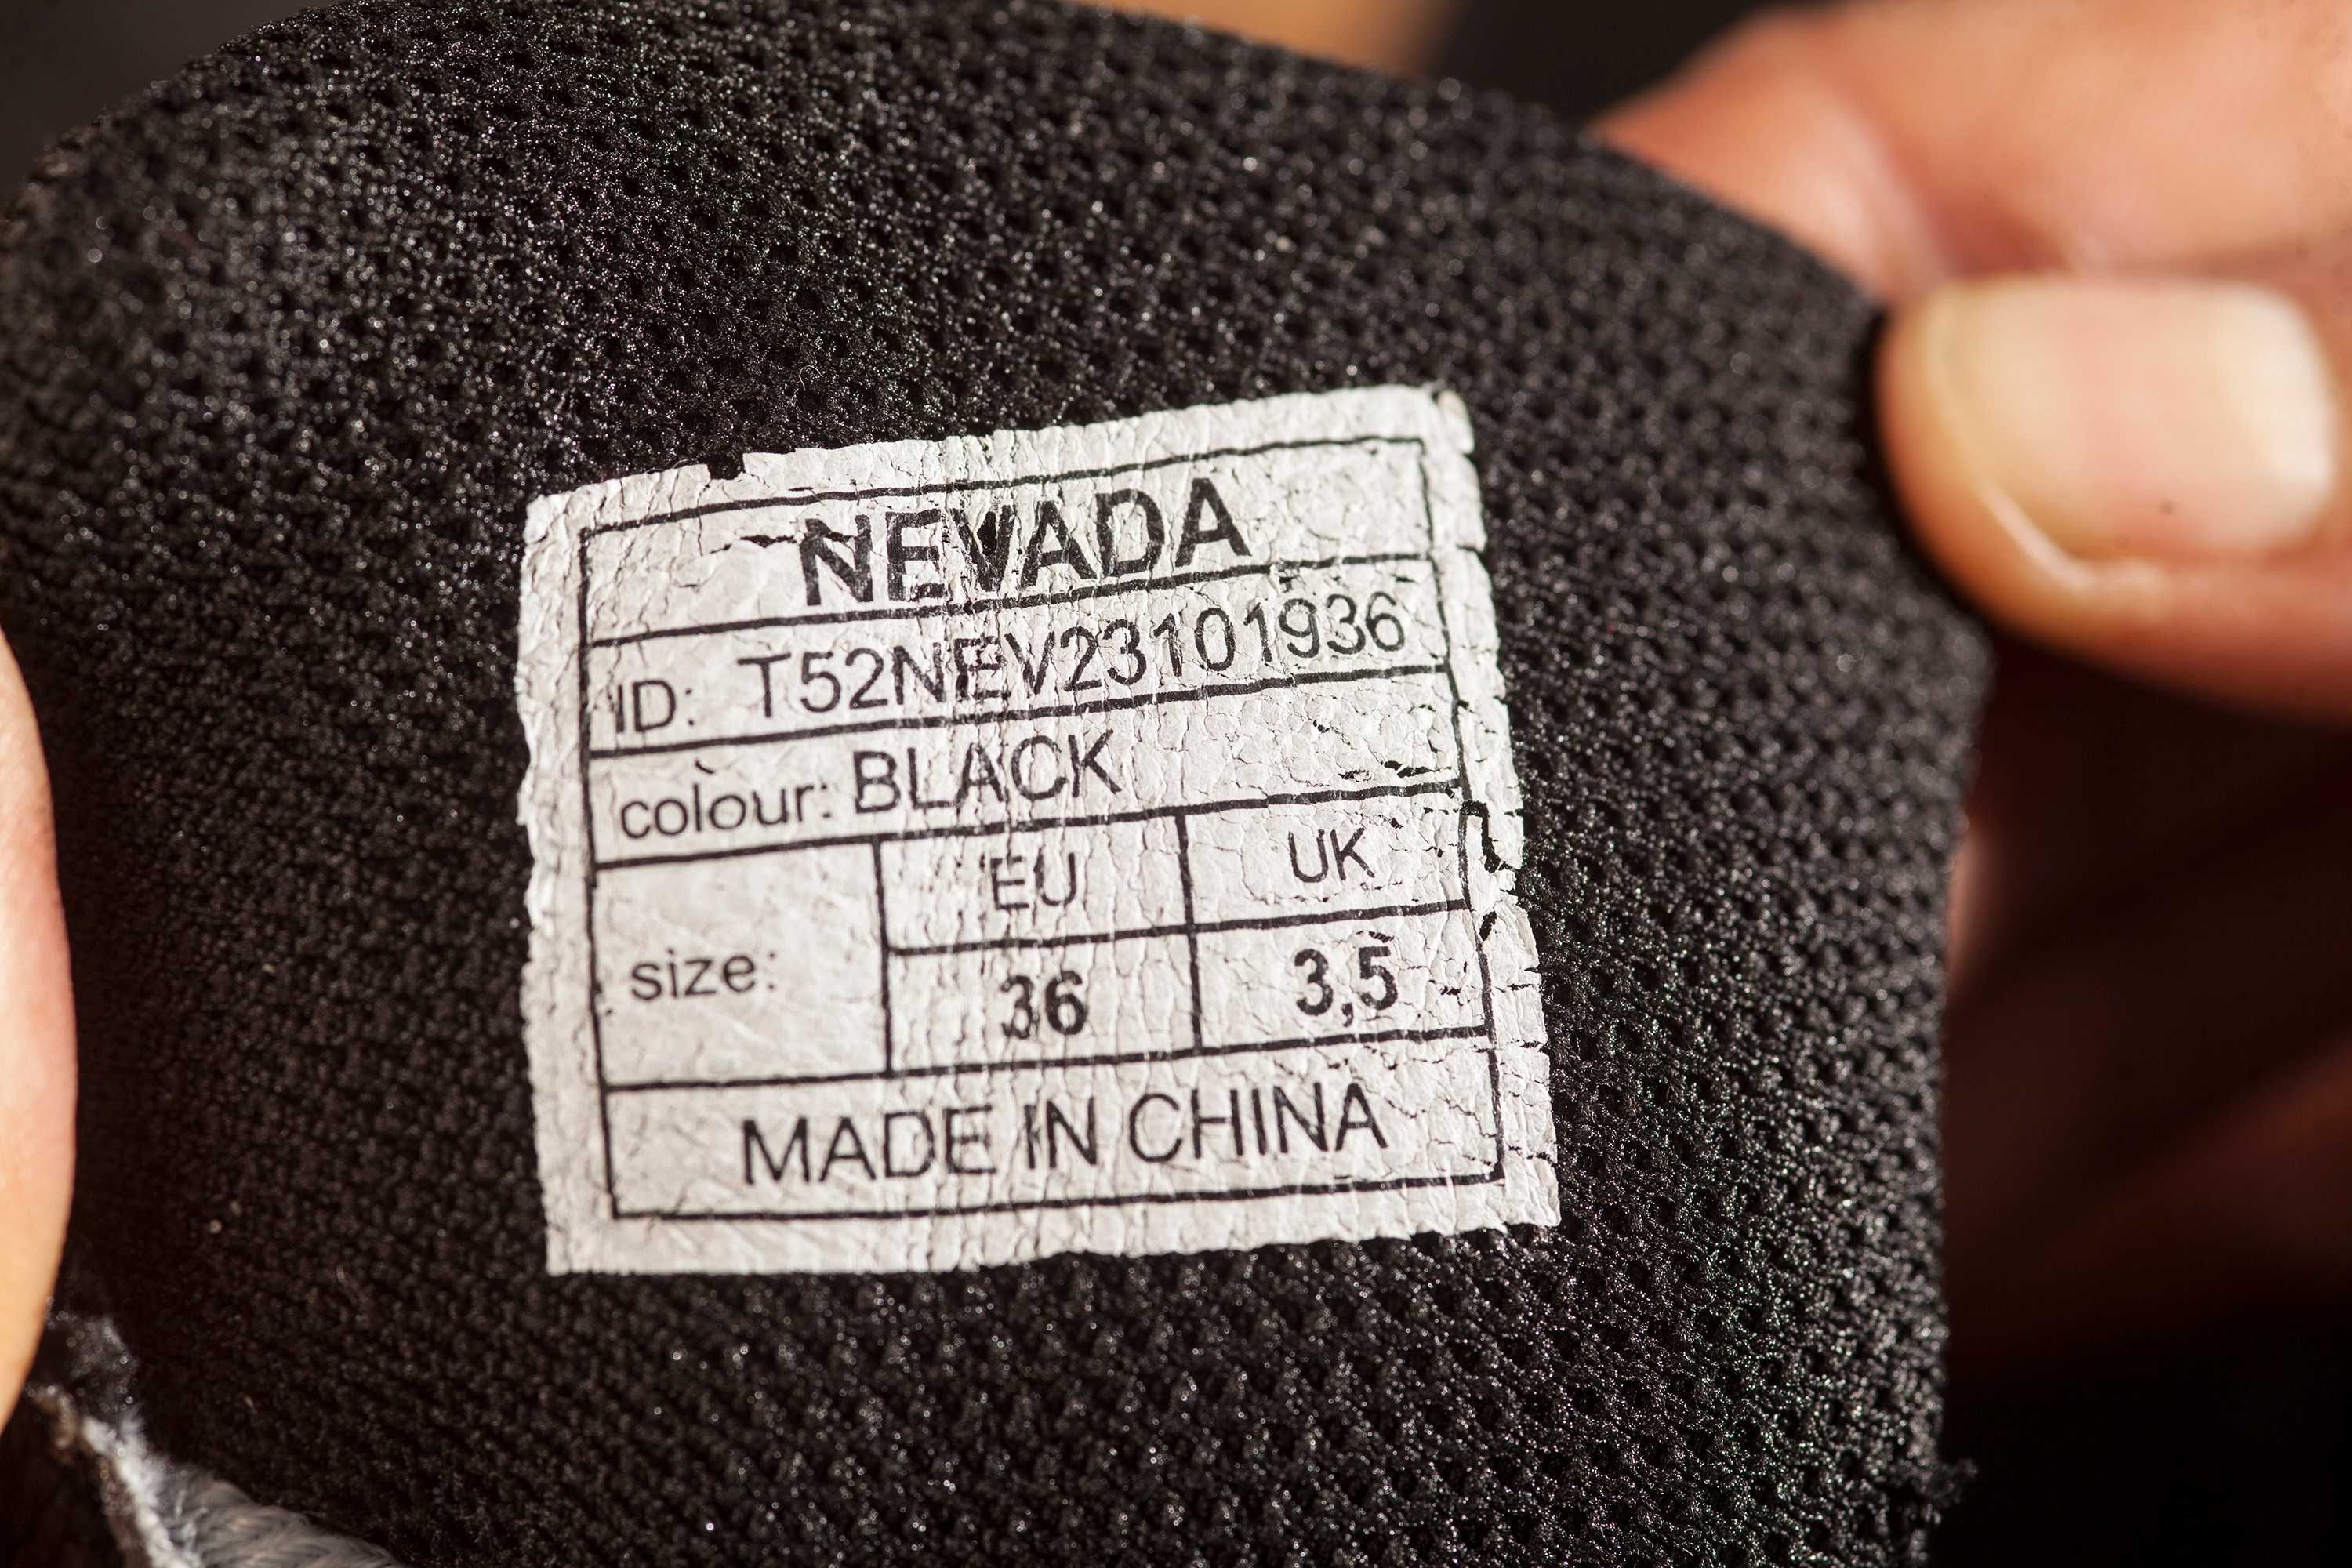 NEVADA
ID: T52NEV23101936
colour: BLACK
size:
EU UK
36 3,5
MADE IN CHINA